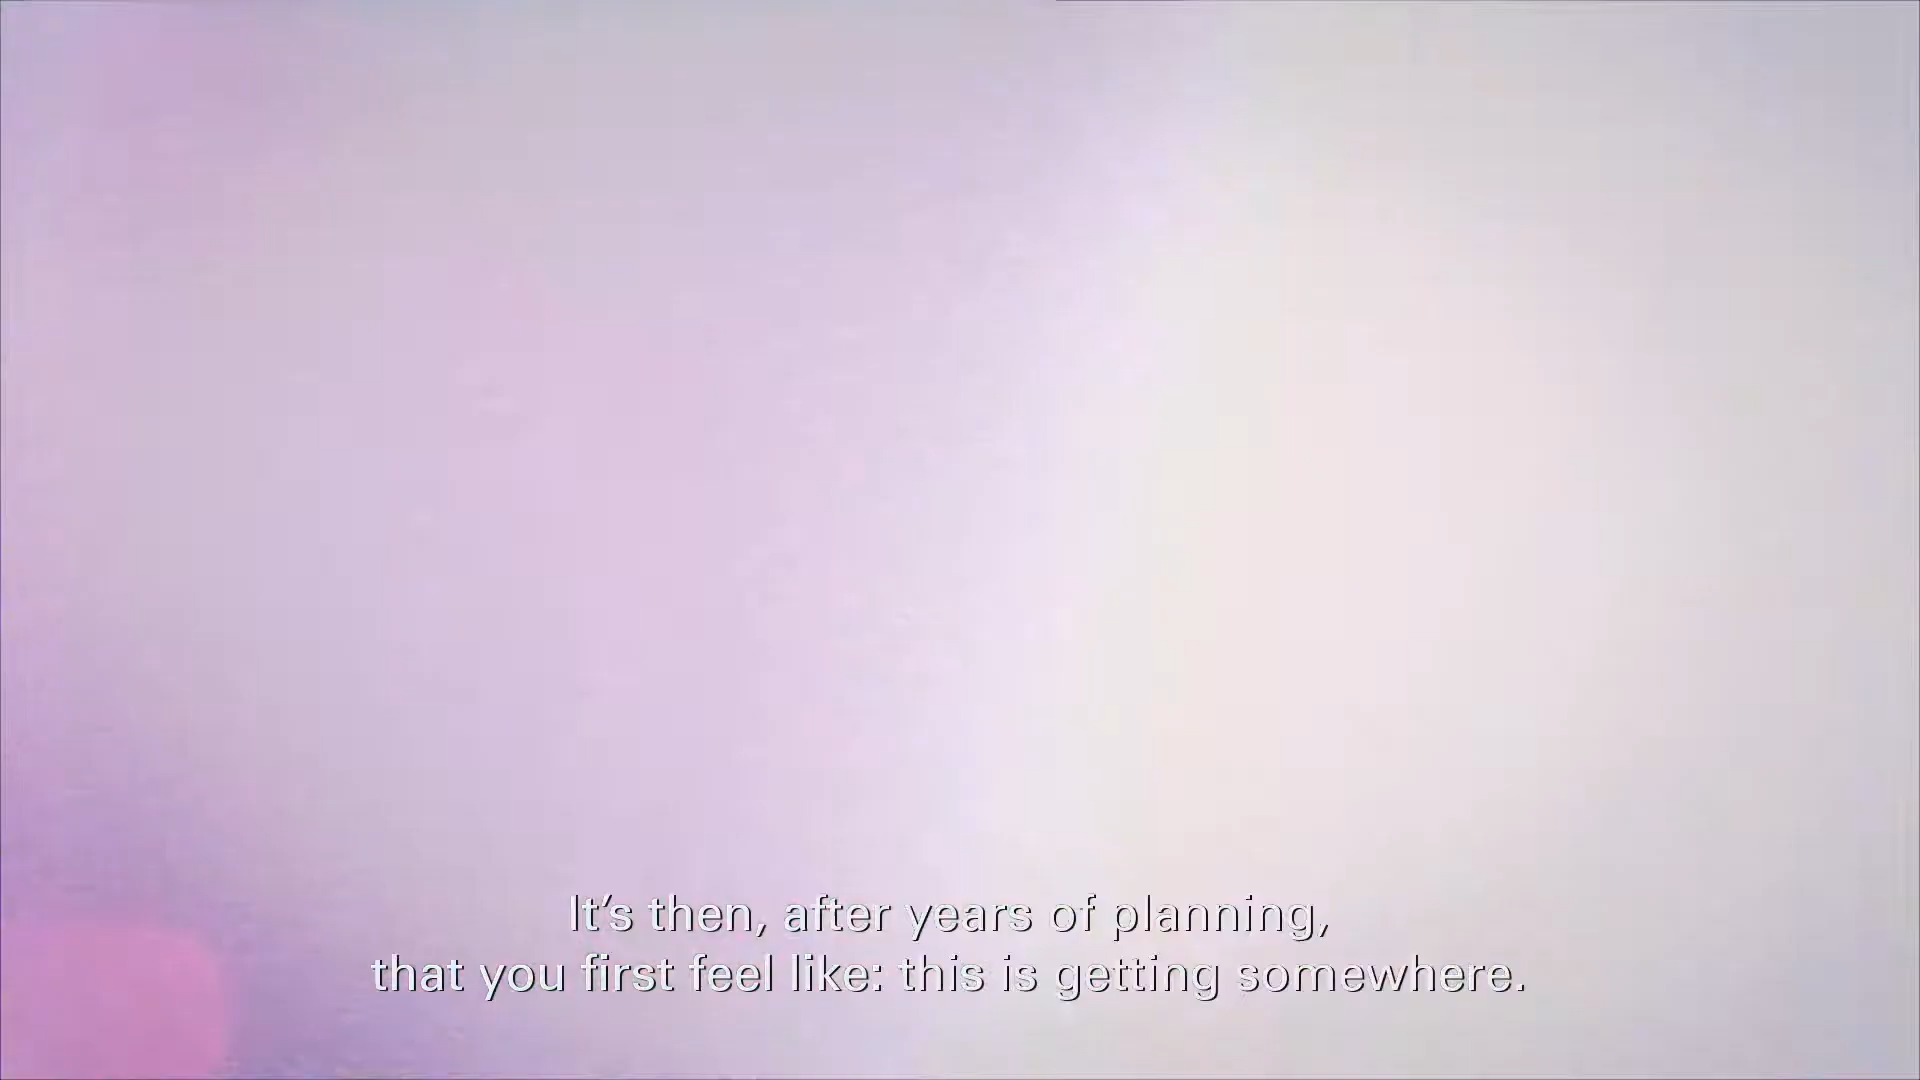 It’s then, after years of planning,
that you first feel like: this is getting somewhere.